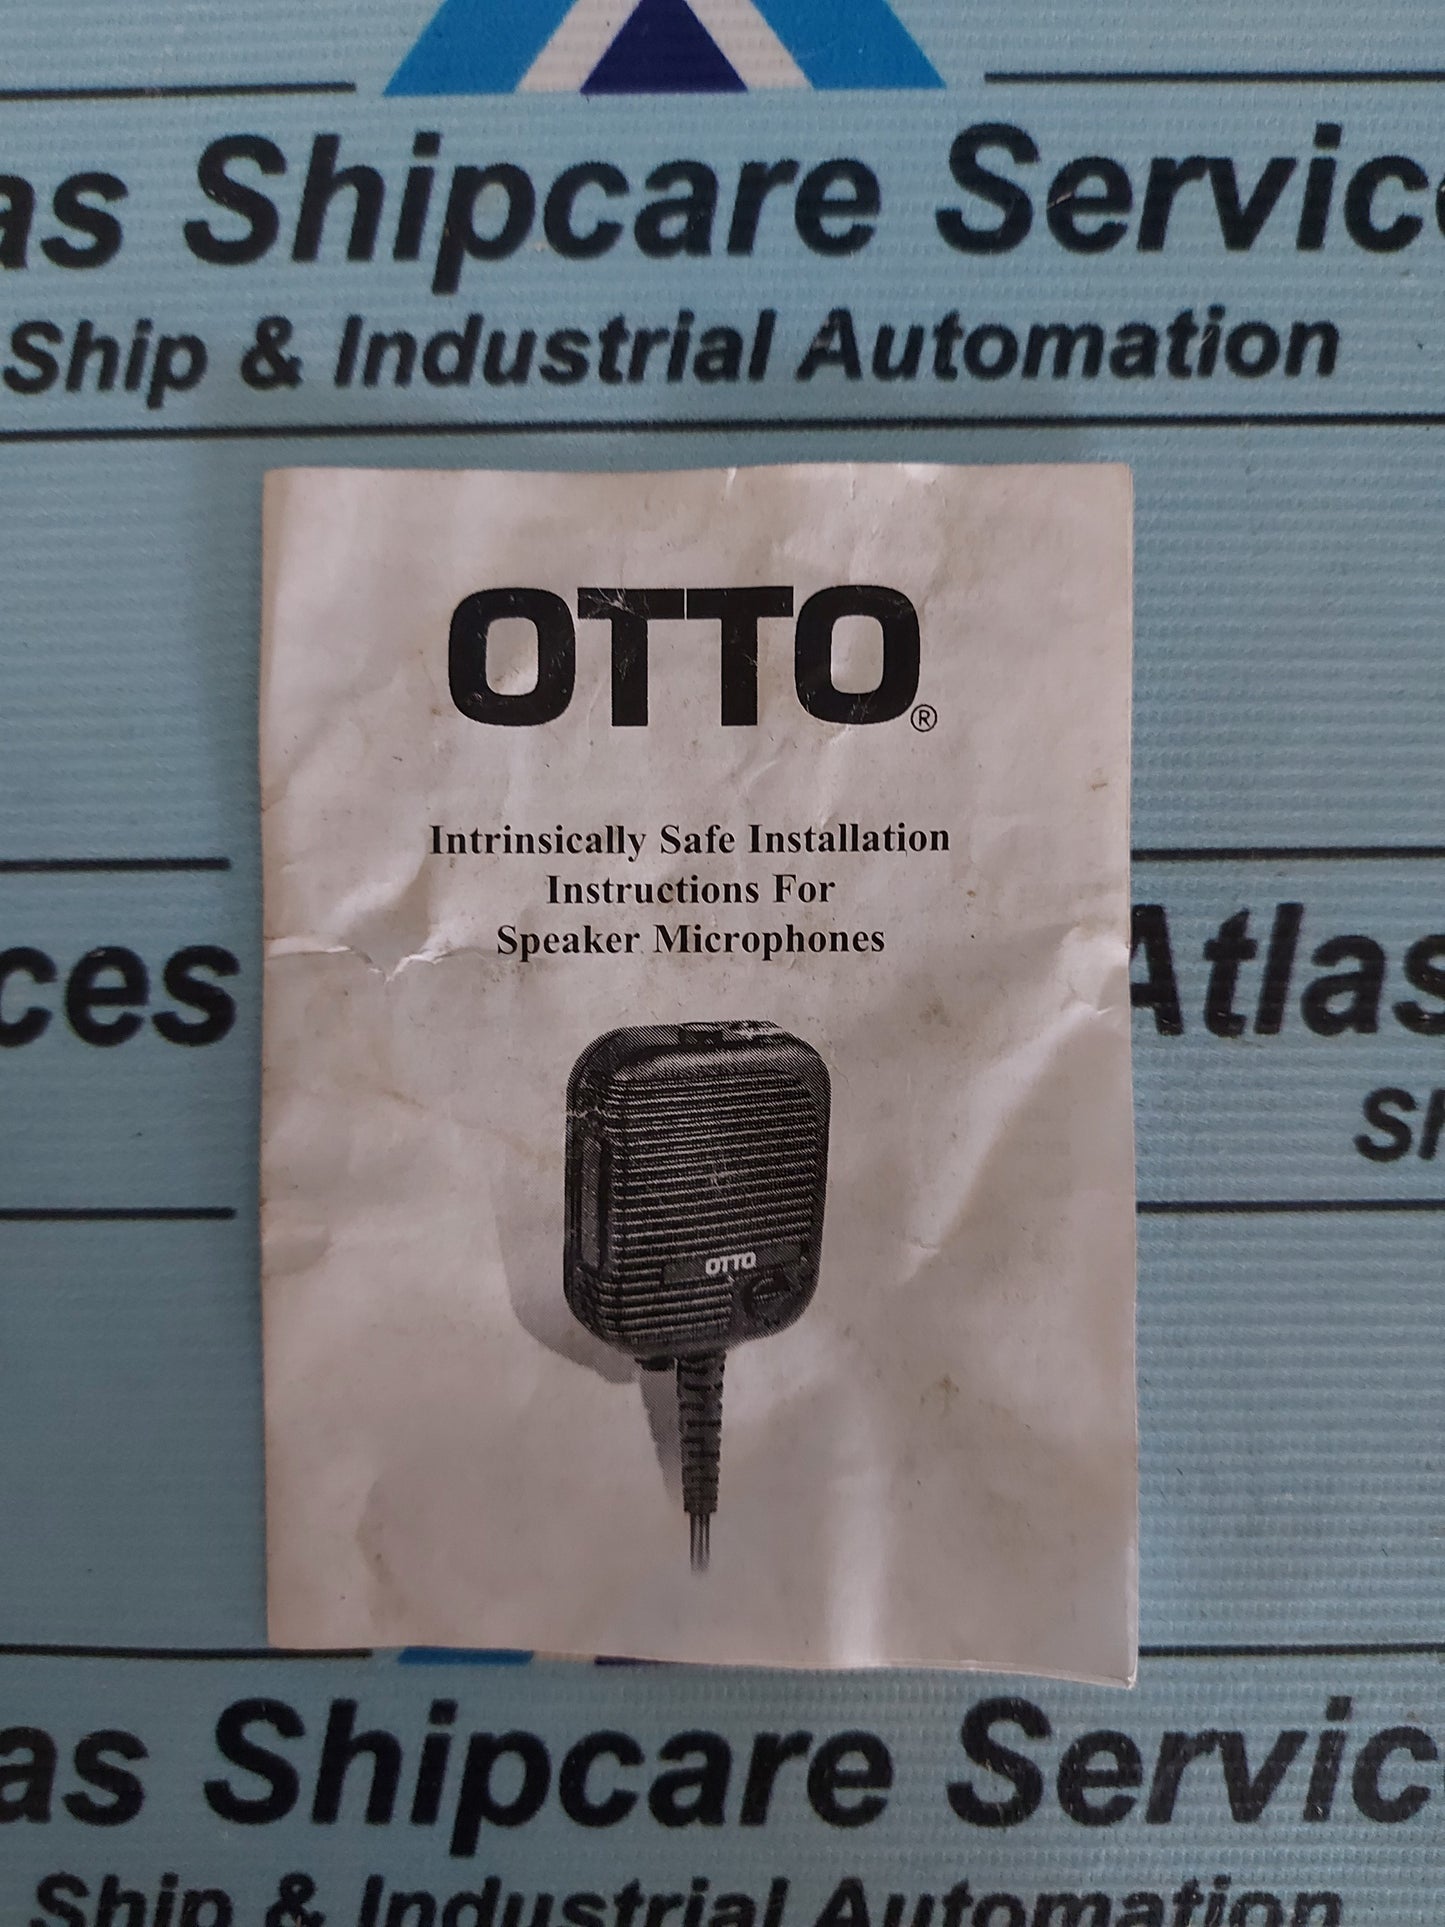 as Shipcare Servic
Ship & Industrial Automation
OTTO®
Intrinsically Safe Installation
Instructions For
Speaker Microphones
ces
Atlas
Sh
OTTO
as Shipcare Servic
Ship & Industrial Automation